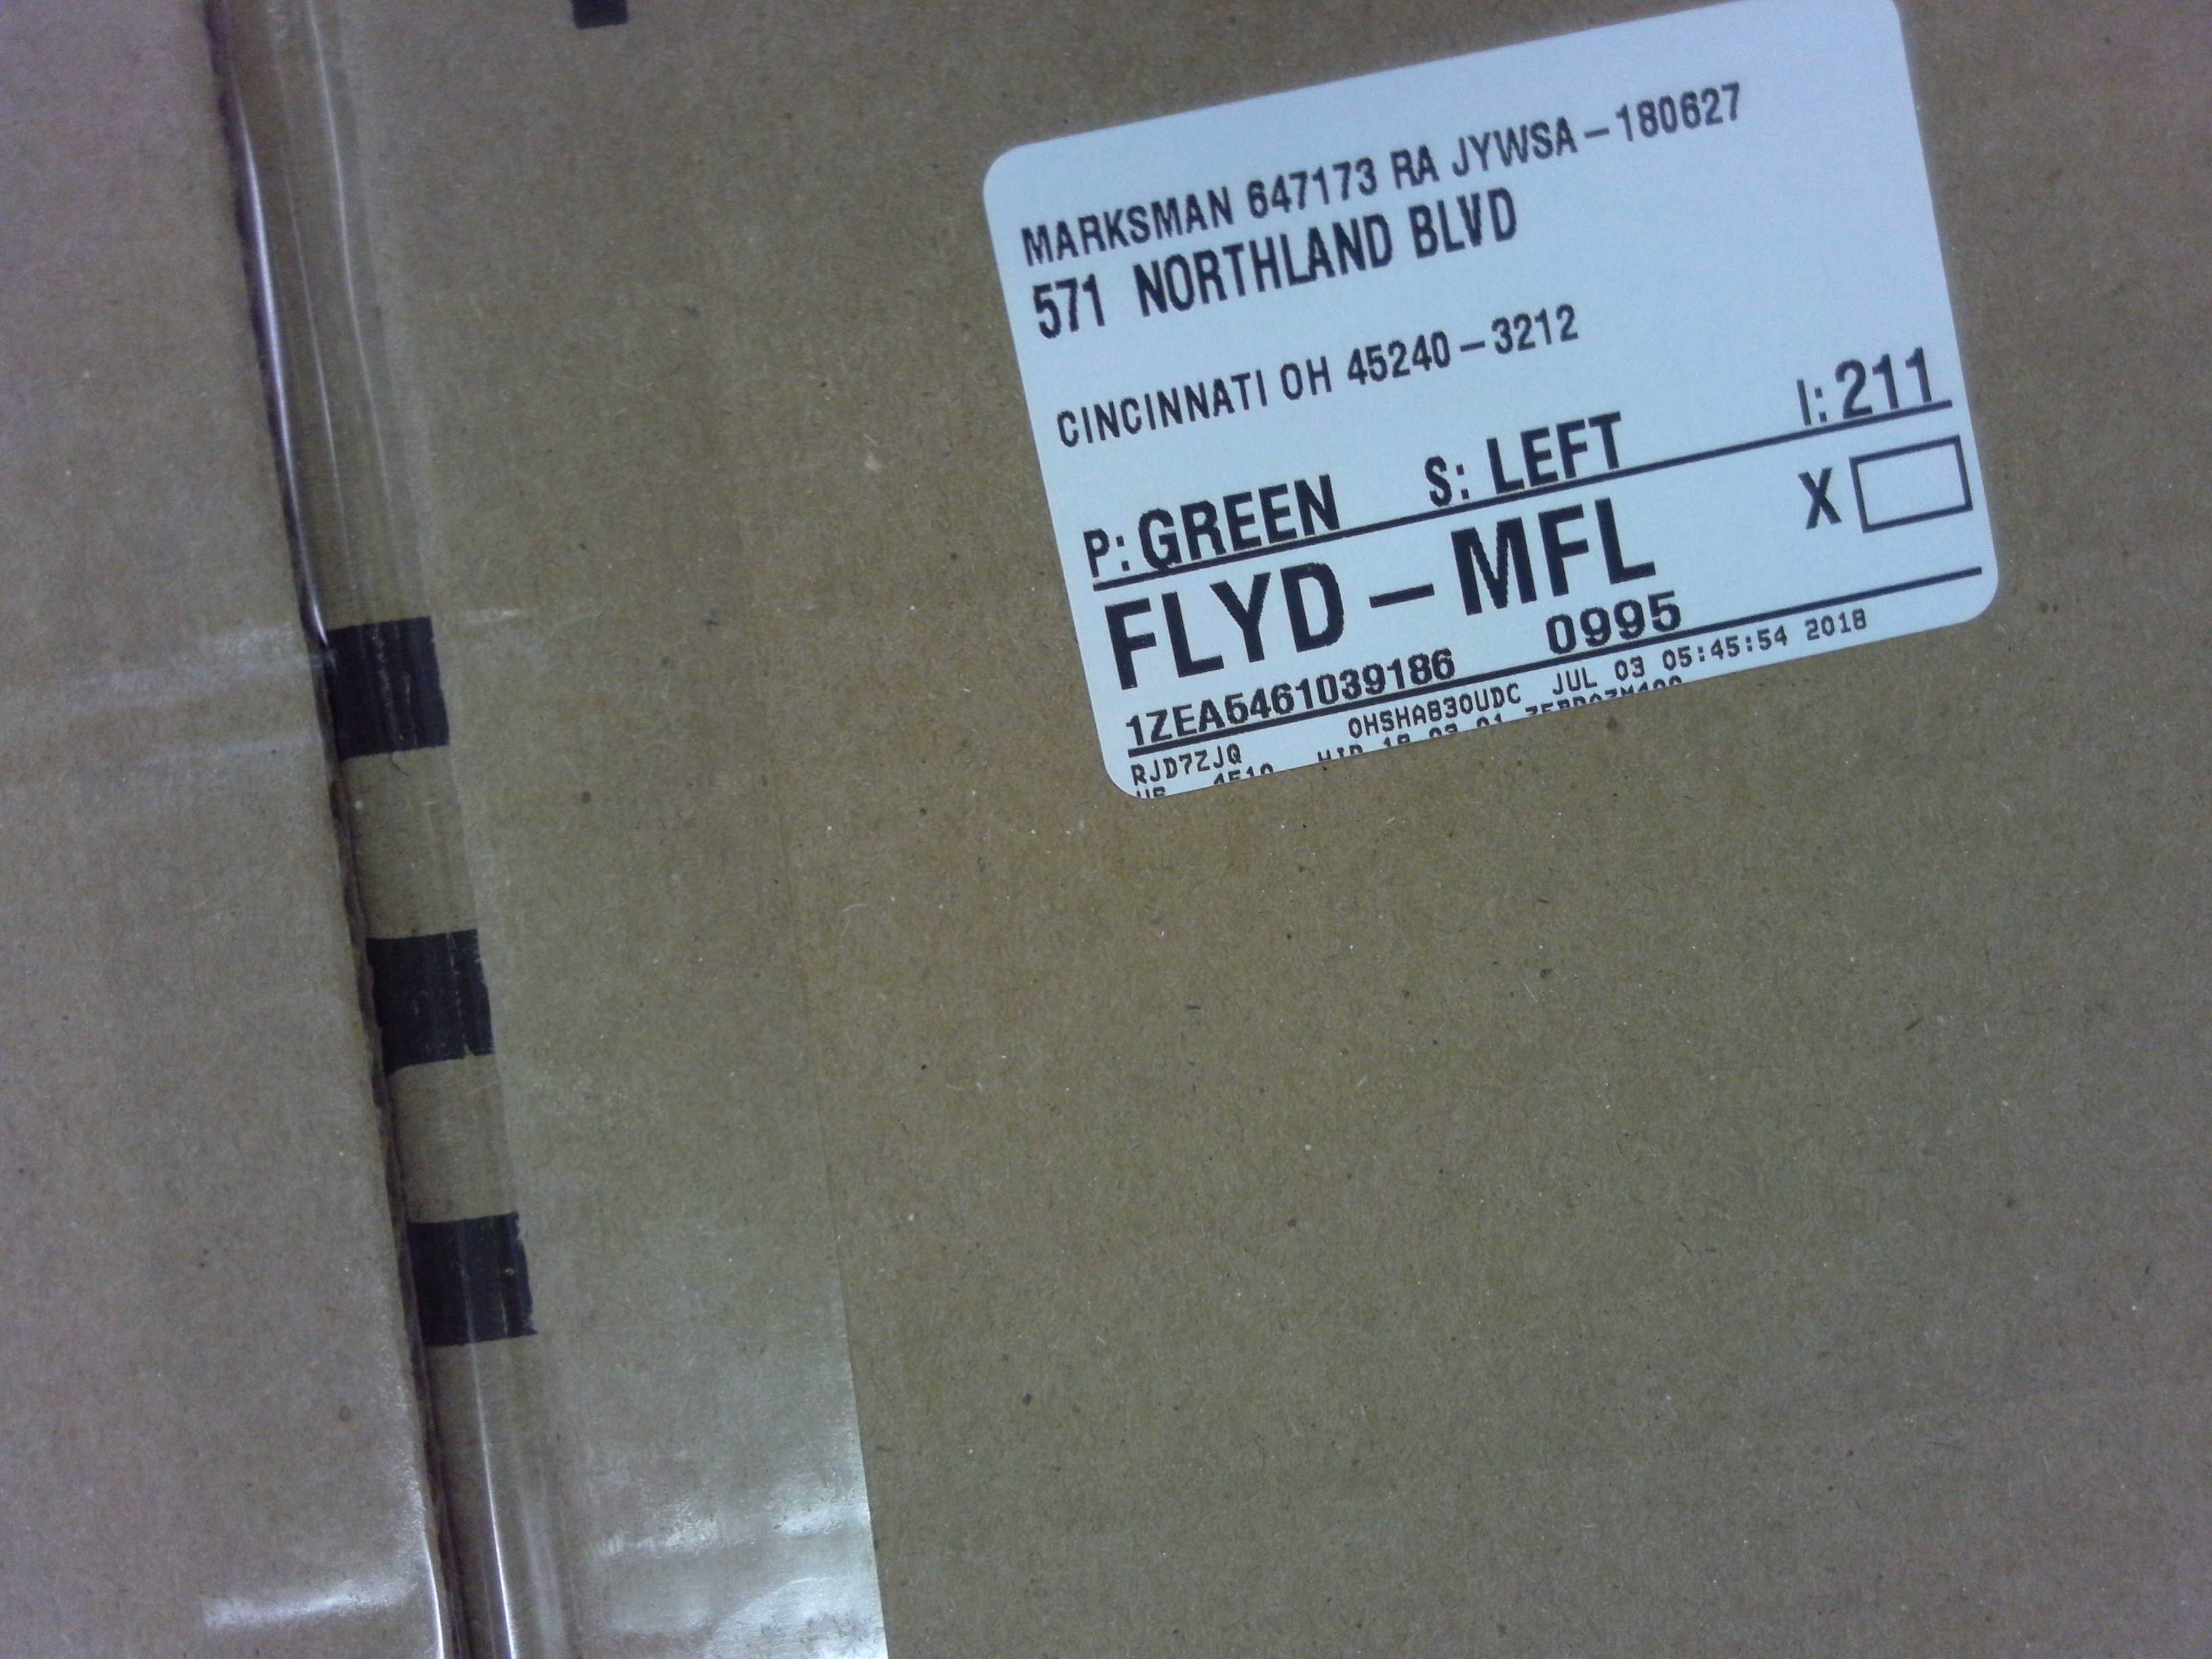 MARKSMAN 647173 RA JYWSA-180627
571 NORTHLAND BLVD
CINCINNATI OH 45240-3212
P: GREEN S: LEFT I: 211
FLYD-MFL X
1ZEA5461039186 0995
RJD7ZJQ OHSHA830UDC JUL 03 05:45:54 2018
US